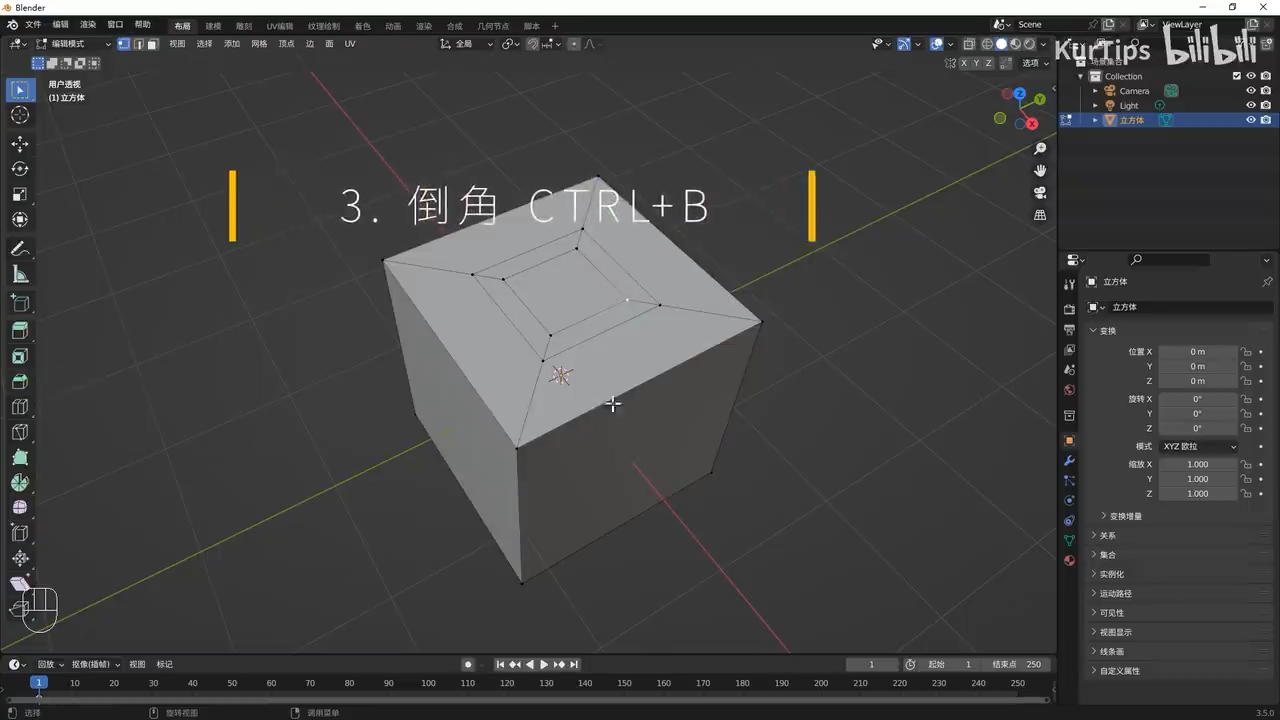 Blender
文件 编辑 渲染 窗口 帮助 布局 建模 雕刻 UV编辑 纹理绘制 着色 动画 渲染 合成 几何节点 脚本 Scene ViewLayer
编辑模式 视图 选择 添加 网格 顶点 边 面 UV 全局
KurTips bilibili
X Y Z 选项
场景集合
用户透视
(1) 立方体
Collection
Camera
Light
立方体
Z
Y
X
3. 倒角 CTRL+B
立方体
立方体
变换
位置 X 0 m
Y 0 m
Z 0 m
旋转 X 0°
Y 0°
Z 0°
模式 XYZ 欧拉
缩放 X 1.000
Y 1.000
Z 1.000
变换增量
关系
集合
实例化
运动路径
可见性
视图显示
线条画
自定义属性
回放 抠像(插帧) 视图 标记 1 起始 1 结束点 250
1 10 20 30 40 50 60 70 80 90 100 110 120 130 140 150 160 170 180 190 200 210 220 230 240 250
选择 旋转视图 调用菜单 3.5.0